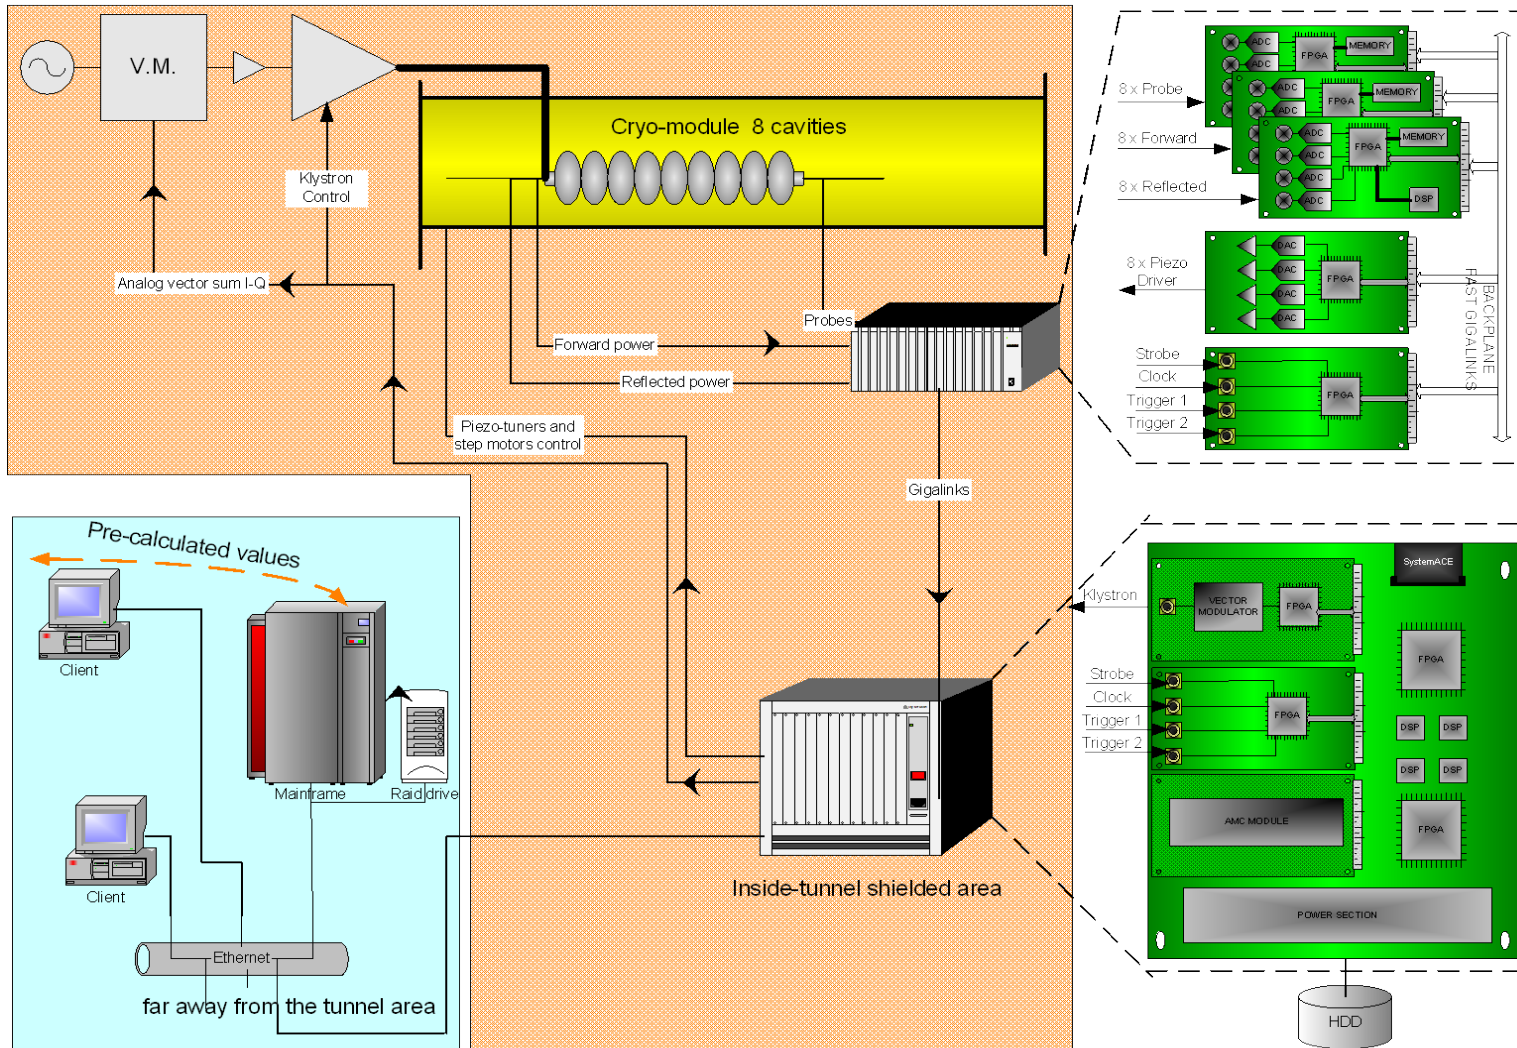 V.M.
Cryo-module 8 cavities
Klystron
Control
Analog vector sum I-Q
Probes
Forward power
Reflected power
Piezo-tuners and
step motors control
Gigalinks
Inside-tunnel shielded area
Pre-calculated values
Client
Mainframe
Raid drive
Client
Ethernet
far away from the tunnel area
8 x Probe
8 x Forward
8 x Reflected
ADC
FPGA
MEMORY
ADC
ADC
FPGA
MEMORY
ADC
ADC
FPGA
MEMORY
ADC
ADC
ADC
DSP
8 x Piezo
Driver
DAC
DAC
FPGA
DAC
DAC
BACKPLANE
FAST GIGALINKS
Strobe
Clock
Trigger 1
Trigger 2
FPGA
SystemACE
Klystron
VECTOR
MODULATOR
FPGA
FPGA
Strobe
Clock
Trigger 1
Trigger 2
FPGA
DSP
DSP
DSP
DSP
AMC MODULE
FPGA
POWER SECTION
HDD